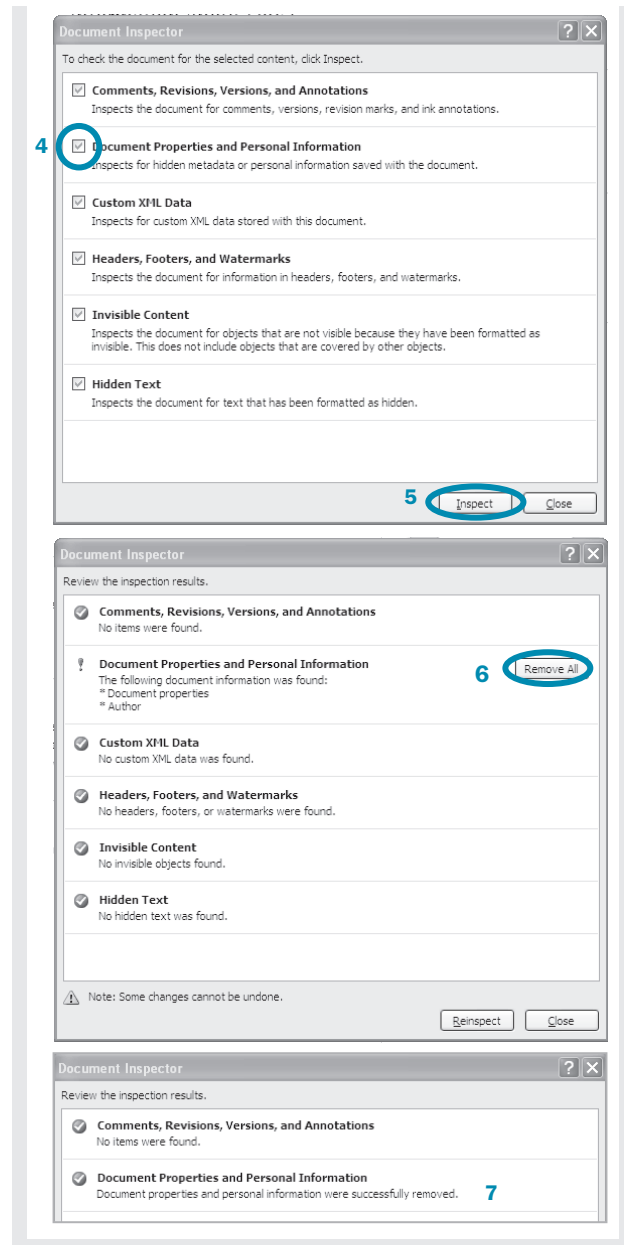 Document Inspector
To check the document for the selected content, click Inspect.
Comments, Revisions, Versions, and Annotations
Inspects the document for comments, versions, revision marks, and ink annotations.
4
Document Properties and Personal Information
Inspects for hidden metadata or personal information saved with the document.
Custom XML Data
Inspects for custom XML data stored with this document.
Headers, Footers, and Watermarks
Inspects the document for information in headers, footers, and watermarks.
Invisible Content
Inspects the document for objects that are not visible because they have been formatted as
invisible. This does not include objects that are covered by other objects.
Hidden Text
Inspects the document for text that has been formatted as hidden.
5 Inspect Close
Document Inspector
Review the inspection results.
Comments, Revisions, Versions, and Annotations
No items were found.
Document Properties and Personal Information
6 Remove All
The following document information was found:
* Document properties
* Author
Custom XML Data
No custom XML data was found.
Headers, Footers, and Watermarks
No headers, footers, or watermarks were found.
Invisible Content
No invisible objects found.
Hidden Text
No hidden text was found.
Note: Some changes cannot be undone.
Reinspect Close
Document Inspector
Review the inspection results.
Comments, Revisions, Versions, and Annotations
No items were found.
Document Properties and Personal Information
Document properties and personal information were successfully removed. 7